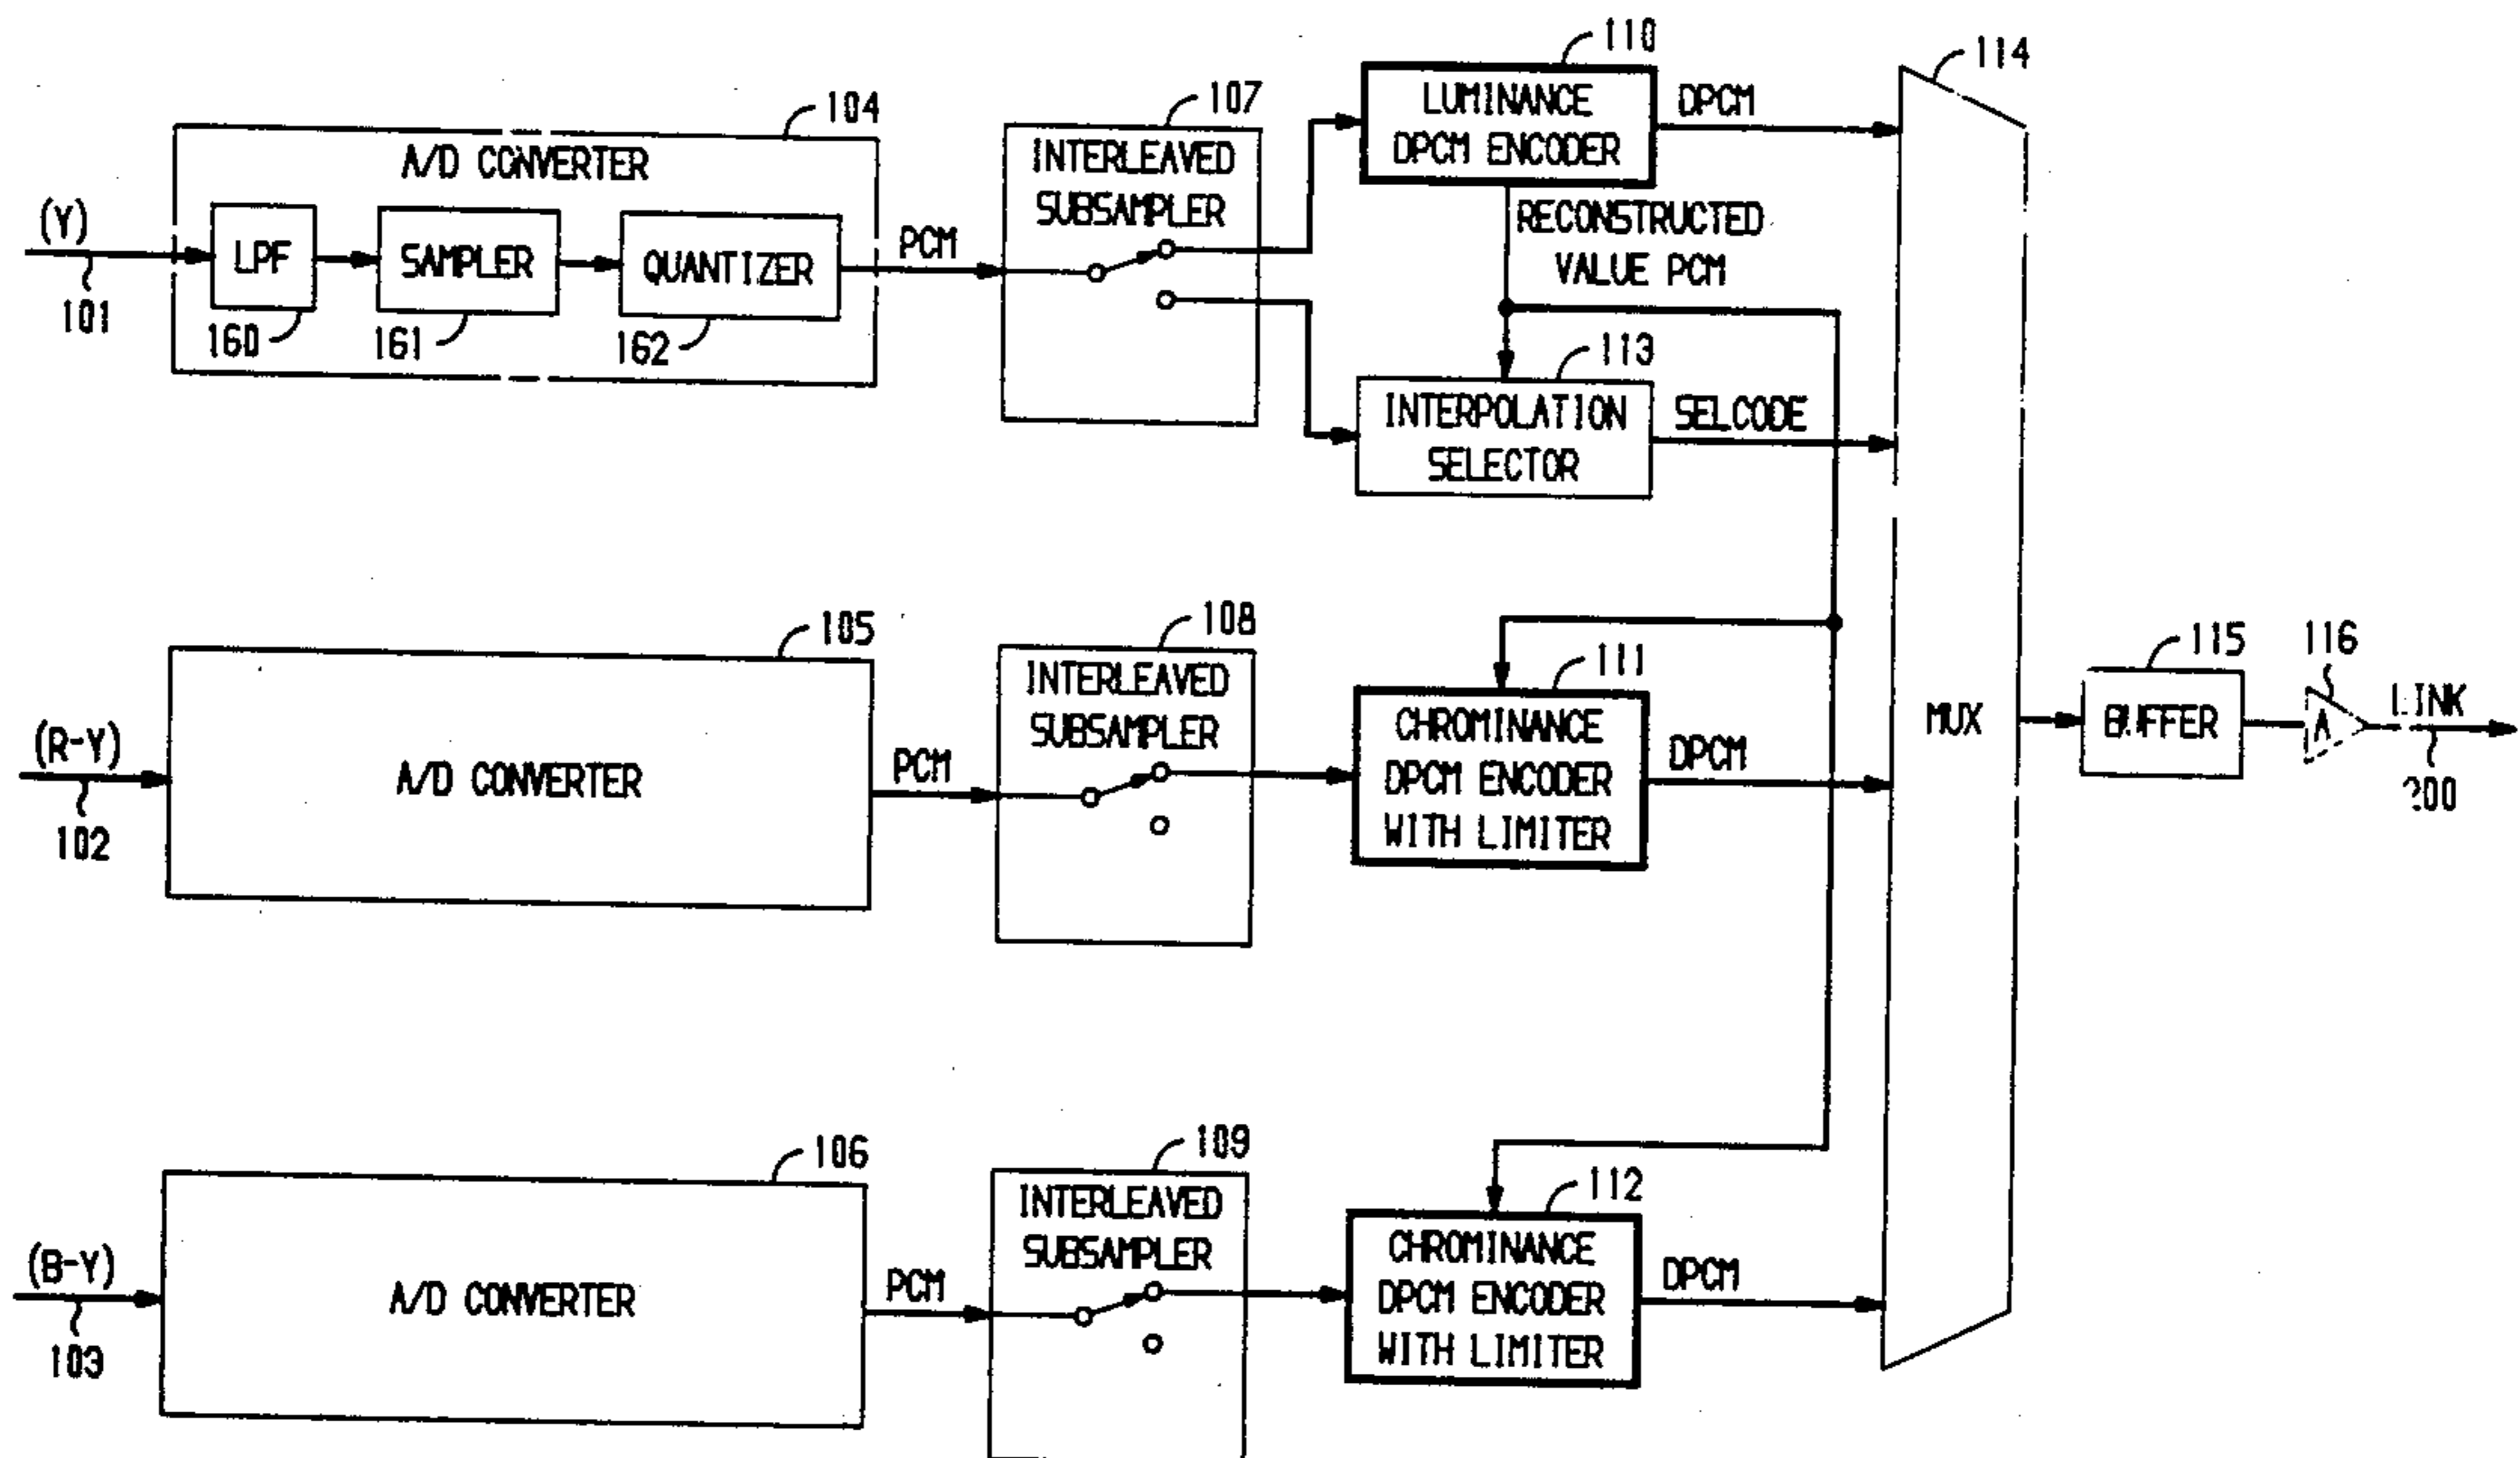 110
114
107
104
LUMINANCE
DPCM ENCODER
DPCM
A/D CONVERTER
INTERLEAVED
SUBSAMPLER
(Y)
LPF
SAMPLER
QUANTIZER
PCM
RECONSTRUCTED
VALUE PCM
101
160
161
162
113
INTERPOLATION
SELECTOR
SELCODE
105
108
111
INTERLEAVED
SUBSAMPLER
115
116
(R-Y)
A/D CONVERTER
PCM
CHROMINANCE
DPCM ENCODER
WITH LIMITER
DPCM
MUX
BUFFER
A
LINK
102
200
106
109
112
INTERLEAVED
SUBSAMPLER
(B-Y)
A/D CONVERTER
PCM
CHROMINANCE
DPCM ENCODER
WITH LIMITER
DPCM
103